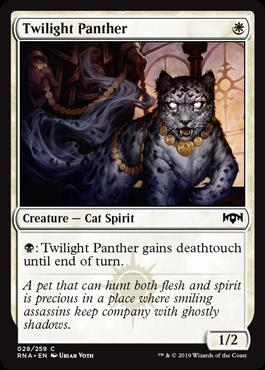 Twilight Panther
Creature — Cat Spirit
: Twilight Panther gains deathtouch
until end of turn.
A pet that can hunt both flesh and spirit
is precious in a place where smiling
assassins keep company with ghostly
shadows.
1/2
028/259 C
RNA • EN Uriah Voth
™ & © 2019 Wizards of the Coast